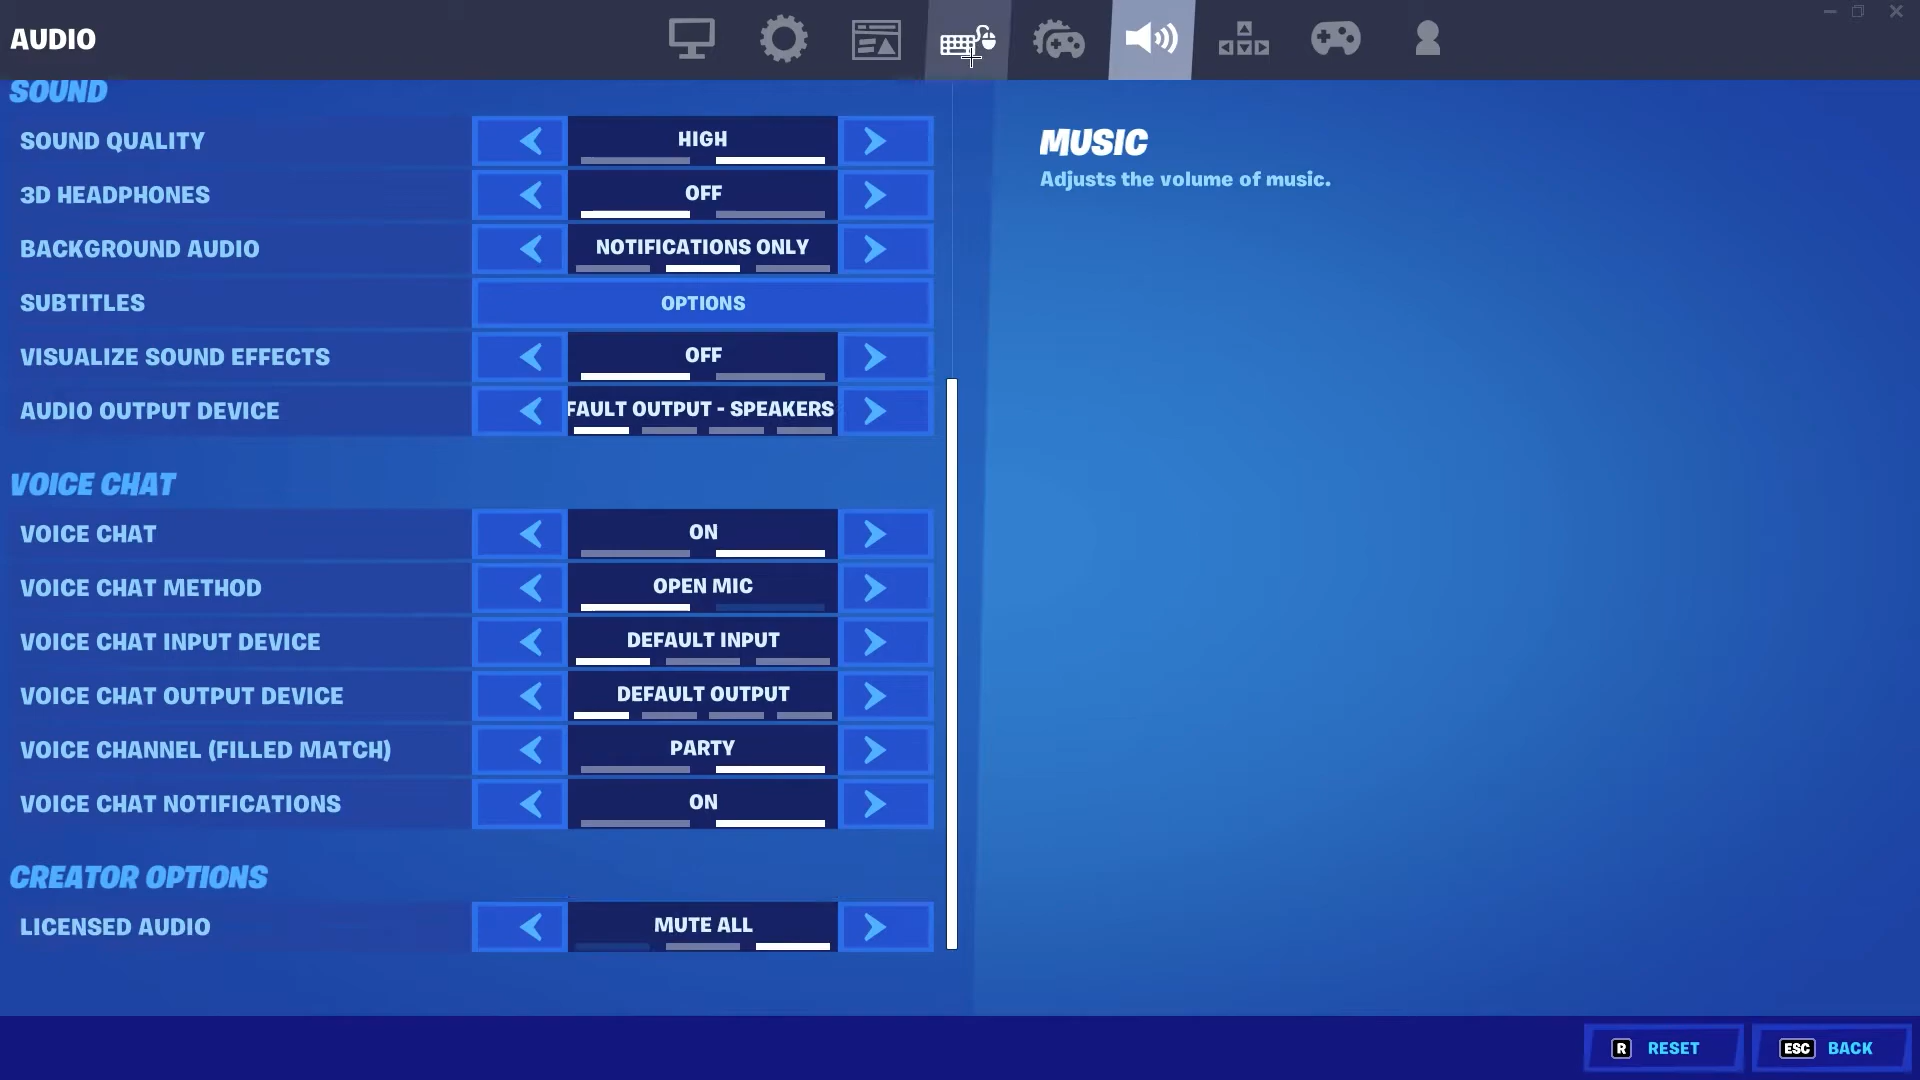 AUDIO
SOUND
SOUND QUALITY
HIGH
3D HEADPHONES
OFF
BACKGROUND AUDIO
NOTIFICATIONS ONLY
SUBTITLES
OPTIONS
VISUALIZE SOUND EFFECTS
OFF
AUDIO OUTPUT DEVICE
FAULT OUTPUT - SPEAKERS
VOICE CHAT
VOICE CHAT
ON
VOICE CHAT METHOD
OPEN MIC
VOICE CHAT INPUT DEVICE
DEFAULT INPUT
VOICE CHAT OUTPUT DEVICE
DEFAULT OUTPUT
VOICE CHANNEL (FILLED MATCH)
PARTY
VOICE CHAT NOTIFICATIONS
ON
CREATOR OPTIONS
LICENSED AUDIO
MUTE ALL
MUSIC
Adjusts the volume of music.
R RESET
ESC BACK